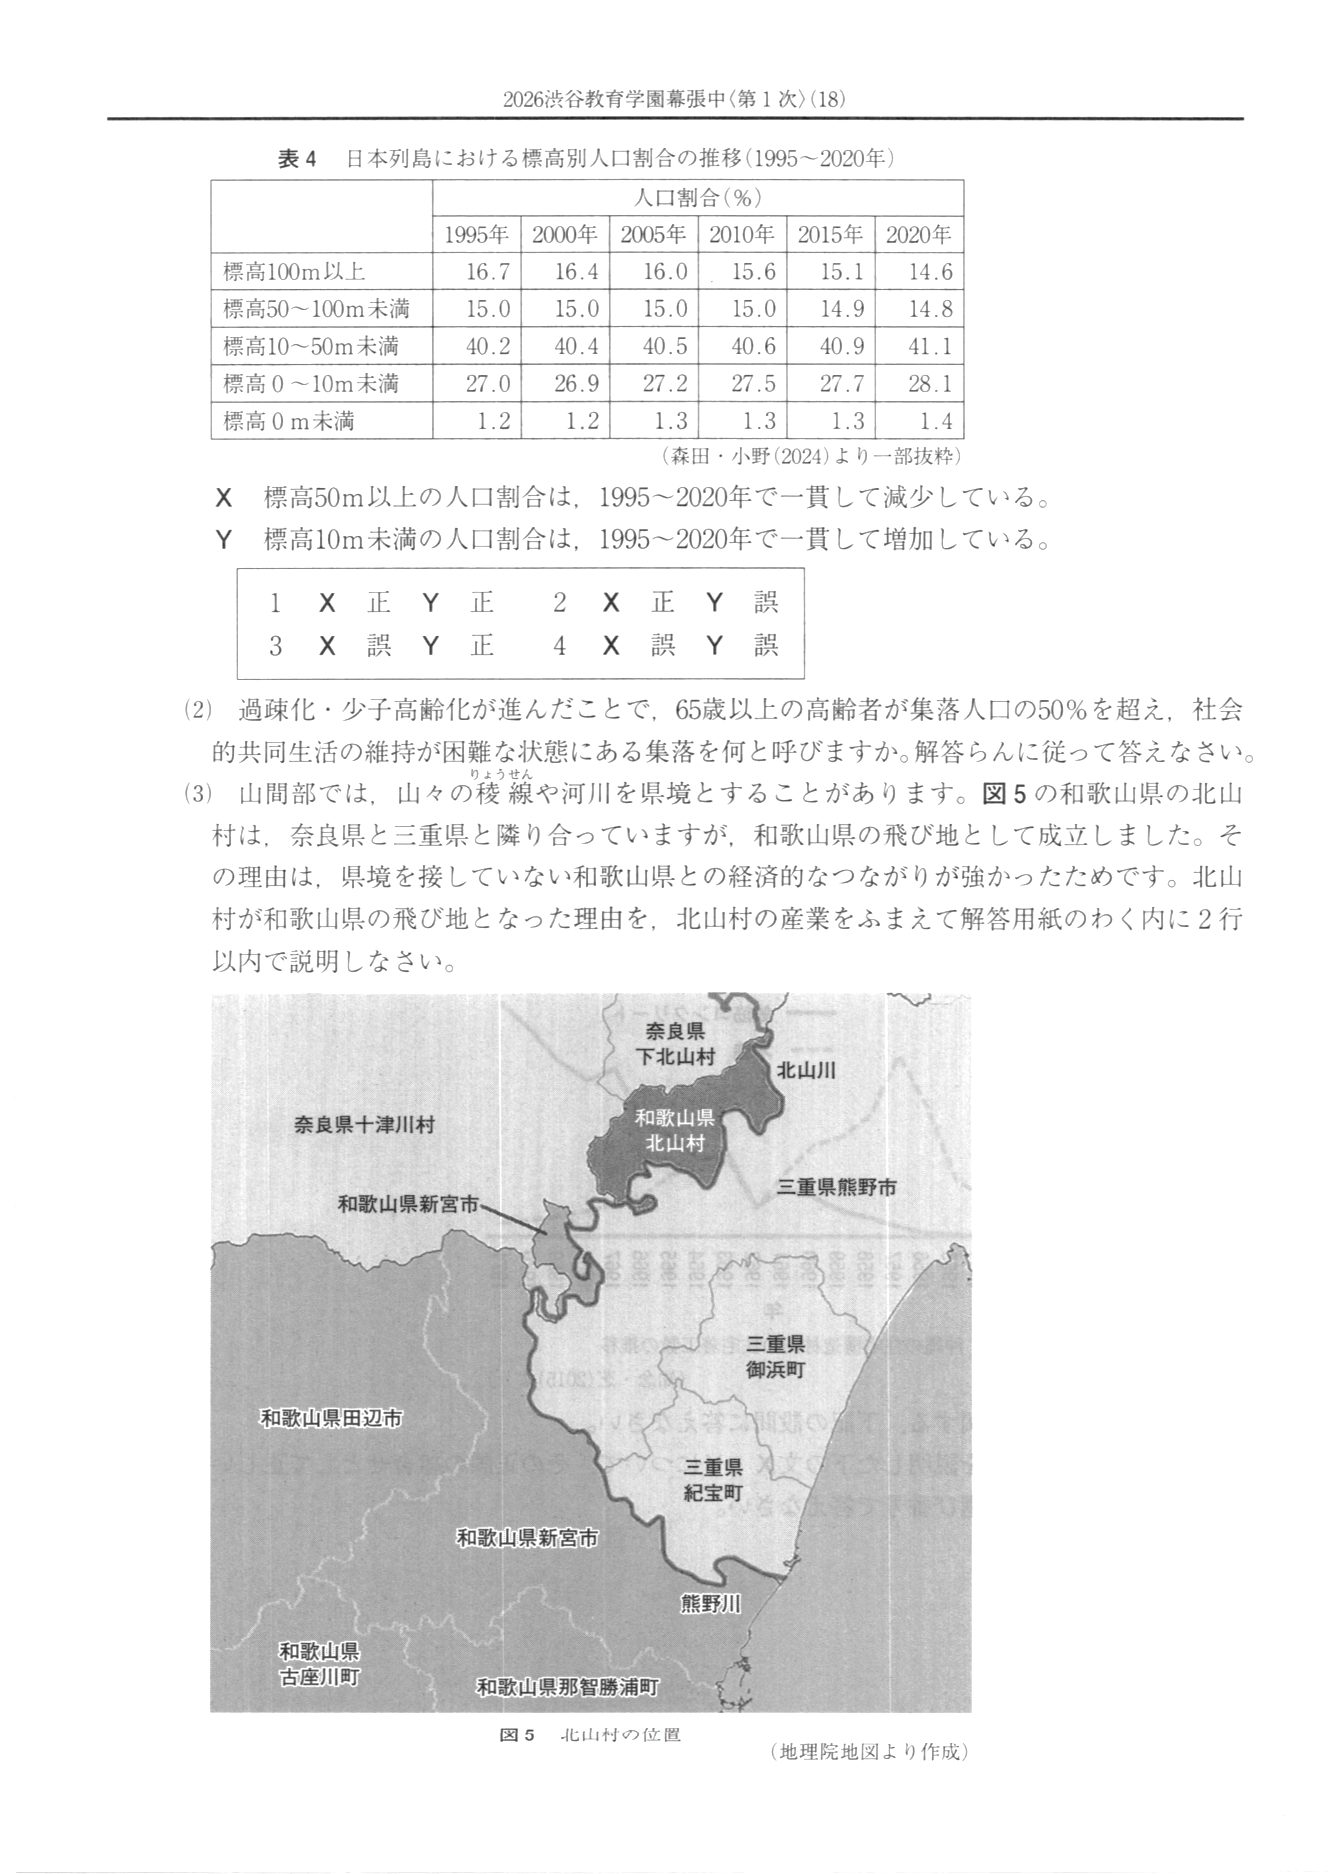 2026渋谷教育学園幕張中〈第1次〉(18)
表4 日本列島における標高別人口割合の推移(1995～2020年)
人口割合(％)
1995年 2000年 2005年 2010年 2015年 2020年
標高100m以上 16.7 16.4 16.0 15.6 15.1 14.6
標高50～100m未満 15.0 15.0 15.0 15.0 14.9 14.8
標高10～50m未満 40.2 40.4 40.5 40.6 40.9 41.1
標高0～10m未満 27.0 26.9 27.2 27.5 27.7 28.1
標高0m未満 1.2 1.2 1.3 1.3 1.3 1.4
(森田・小野(2024)より一部抜粋)
X 標高50m以上の人口割合は，1995～2020年で一貫して減少している。
Y 標高10m未満の人口割合は，1995～2020年で一貫して増加している。
1 X 正 Y 正 2 X 正 Y 誤
3 X 誤 Y 正 4 X 誤 Y 誤
(2) 過疎化・少子高齢化が進んだことで，65歳以上の高齢者が集落人口の50％を超え，社会
的共同生活の維持が困難な状態にある集落を何と呼びますか。解答らんに従って答えなさい。
りょうせん
(3) 山間部では，山々の稜線や河川を県境とすることがあります。図5の和歌山県の北山
村は，奈良県と三重県と隣り合っていますが，和歌山県の飛び地として成立しました。そ
の理由は，県境を接していない和歌山県との経済的なつながりが強かったためです。北山
村が和歌山県の飛び地となった理由を，北山村の産業をふまえて解答用紙のわく内に2行
以内で説明しなさい。
奈良県
下北山村
北山川
奈良県十津川村
和歌山県
北山村
三重県熊野市
和歌山県新宮市
三重県
御浜町
和歌山県田辺市
三重県
紀宝町
和歌山県新宮市
熊野川
和歌山県
古座川町
和歌山県那智勝浦町
図5 北山村の位置
(地理院地図より作成)